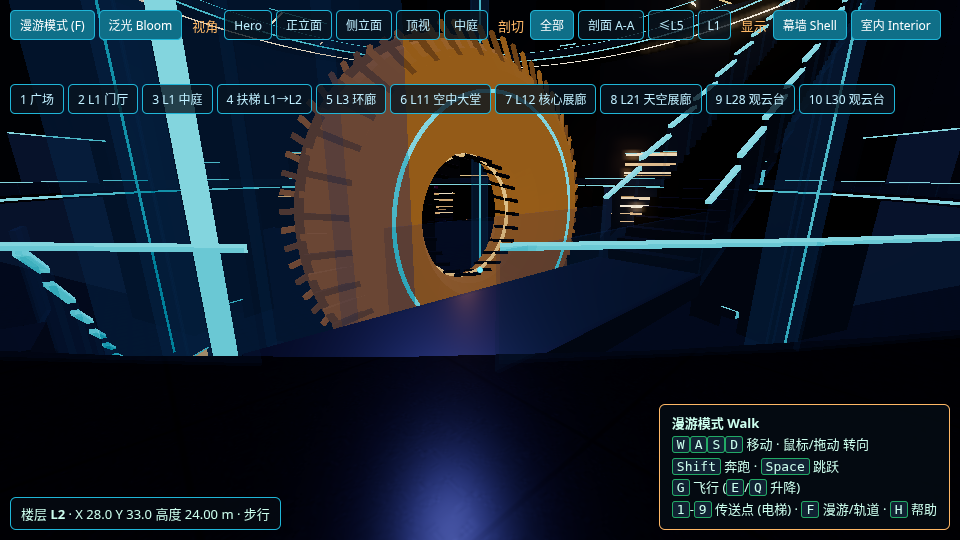 漫游模式 (F) 泛光 Bloom 视角 Hero 正立面 侧立面 顶视 中庭 剖切 全部 剖面 A-A ≤L5 L1 显示 幕墙 Shell 室内 Interior
1 广场 2 L1 门厅 3 L1 中庭 4 扶梯 L1→L2 5 L3 环廊 6 L11 空中大堂 7 L12 核心展廊 8 L21 天空展廊 9 L28 观云台 10 L30 观云台
漫游模式 Walk
W A S D 移动 · 鼠标/拖动 转向
Shift 奔跑 · Space 跳跃
G 飞行 (E/Q 升降)
1-9 传送点 (电梯) · F 漫游/轨道 · H 帮助
楼层 L2 · X 28.0 Y 33.0 高度 24.00 m · 步行